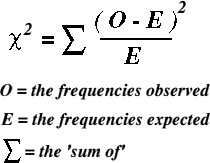 χ² = ∑ (O - E)² / E
O = the frequencies observed
E = the frequencies expected
∑ = the 'sum of'